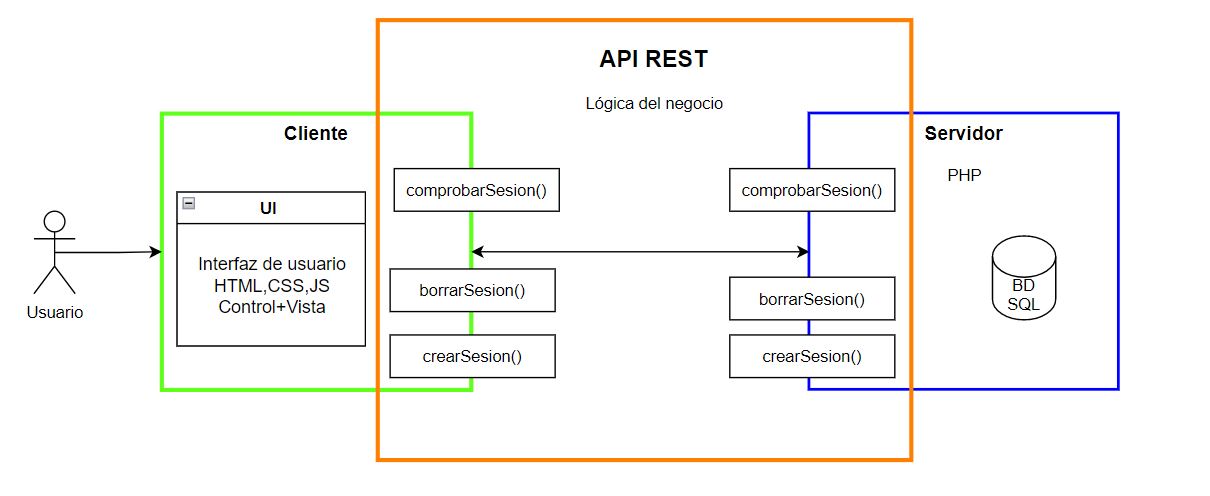 API REST
Lógica del negocio
Cliente
Servidor
PHP
comprobarSesion()
comprobarSesion()
UI
Interfaz de usuario
HTML,CSS,JS
Control+Vista
Usuario
borrarSesion()
borrarSesion()
crearSesion()
crearSesion()
BD
SQL